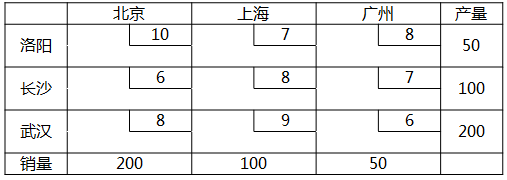 北京 上海 广州 产量
洛阳 10 7 8 50
长沙 6 8 7 100
武汉 8 9 6 200
销量 200 100 50